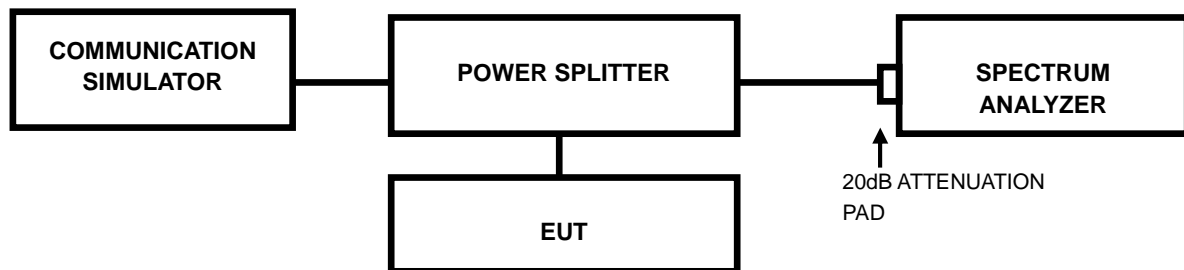 COMMUNICATION
SIMULATOR
POWER SPLITTER
SPECTRUM
ANALYZER
20dB ATTENUATION
PAD
EUT